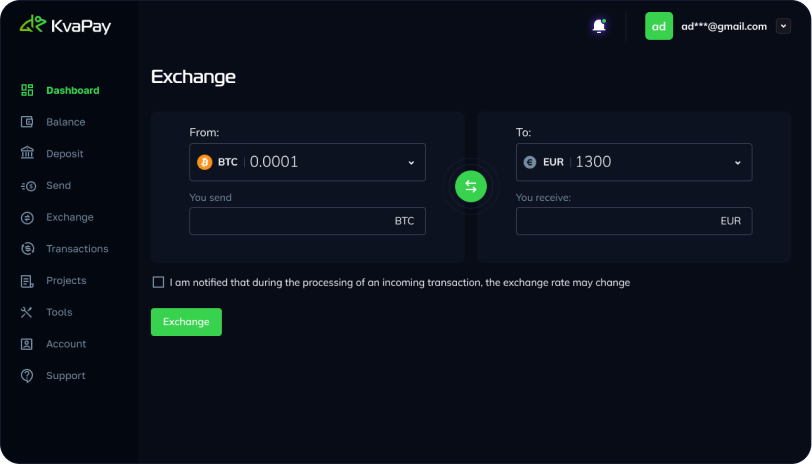 KvaPay
ad
ad***@gmail.com
Exchange
Dashboard
Balance
Deposit
Send
Exchange
Transactions
Projects
Tools
Account
Support
From:
BTC 0.0001
You send
BTC
To:
€ EUR 1300
You receive:
EUR
I am notified that during the processing of an incoming transaction, the exchange rate may change
Exchange